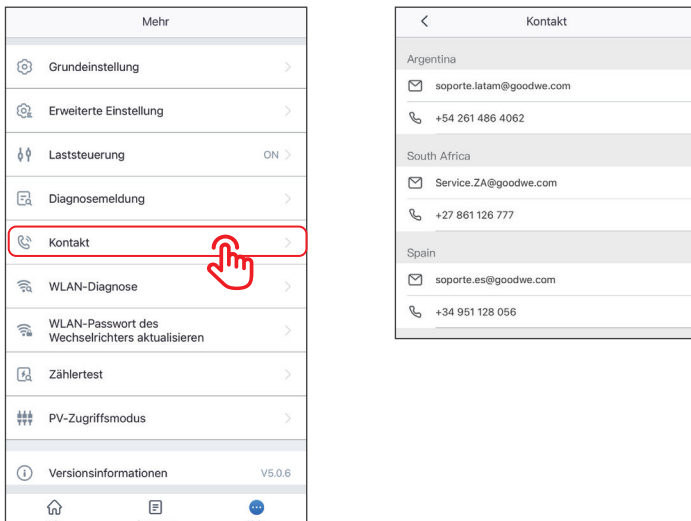 Mehr
Grundeinstellung
Erweiterte Einstellung
Laststeuerung ON
Diagnosemeldung
Kontakt
WLAN-Diagnose
WLAN-Passwort des
Wechselrichters aktualisieren
Zählertest
PV-Zugriffsmodus
Versionsinformationen V5.0.6
Kontakt
Argentina
soporte.latam@goodwe.com
+54 261 486 4062
South Africa
Service.ZA@goodwe.com
+27 861 126 777
Spain
soporte.es@goodwe.com
+34 951 128 056